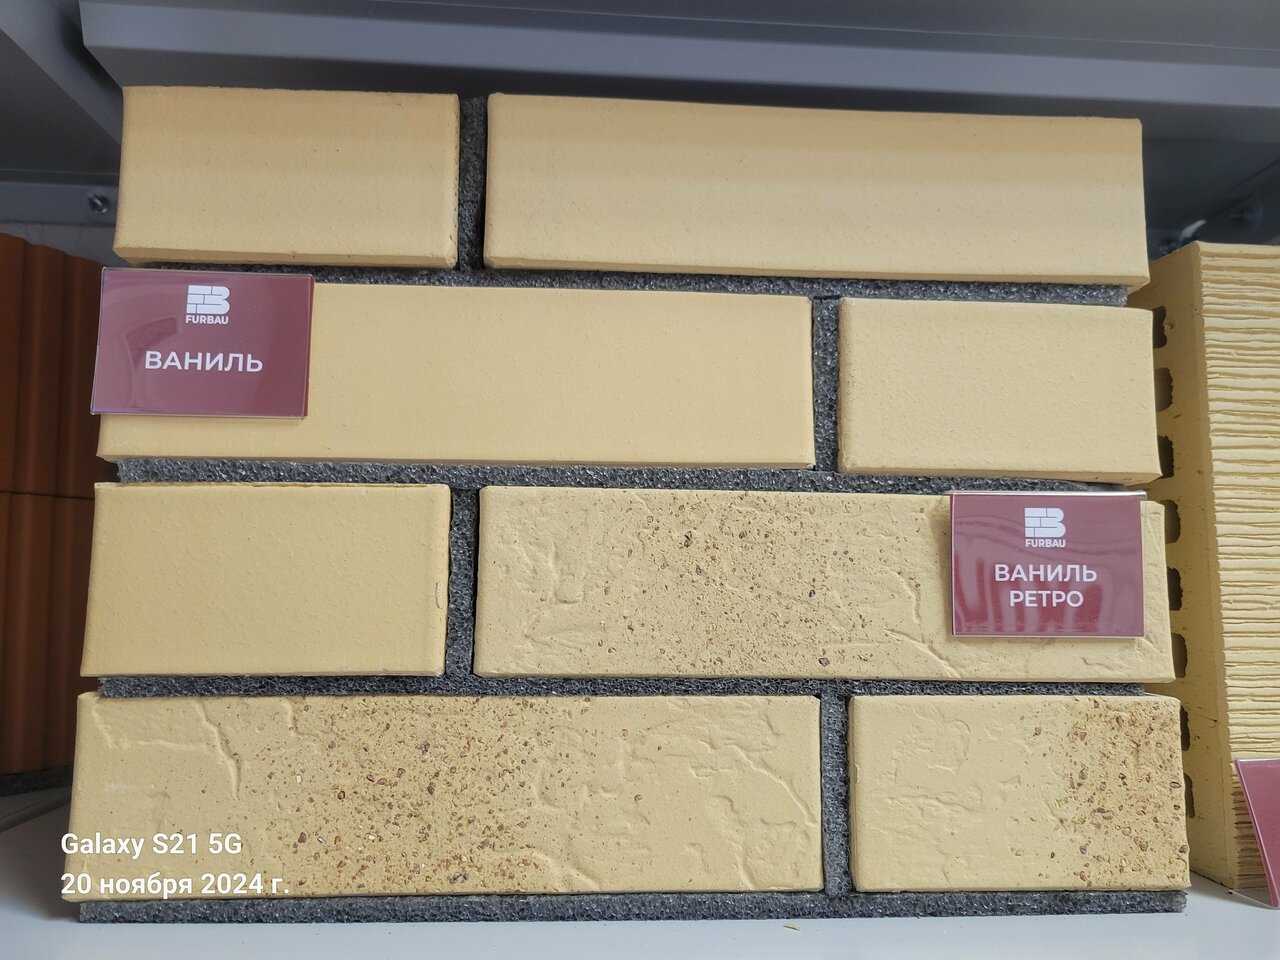 FURBAU
ВАНИЛЬ
FURBAU
ВАНИЛЬ
РЕТРО
Galaxy S21 5G
20 ноября 2024 г.